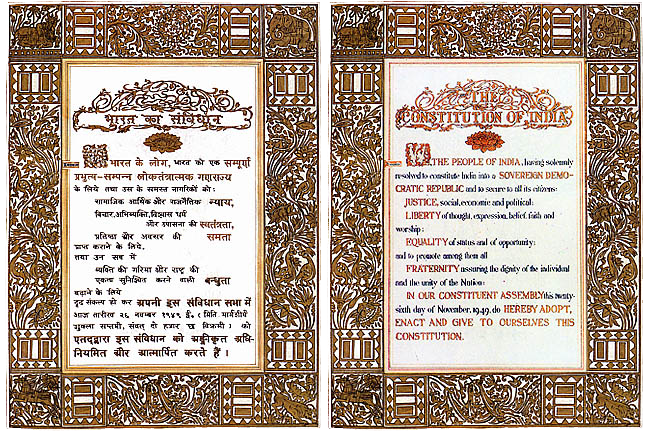 भारत का संविधान
हम भारत के लोग, भारत को एक सम्पूर्ण
प्रभुत्व-सम्पन्न लोकतंत्रात्मक गणराज्य
के लिये तथा उस के समस्त नागरिकों को:
सामाजिक आर्थिक और राजनैतिक न्याय,
विचार, अभिव्यक्ति, विश्वास धर्म
और उपासना की स्वतंत्रता,
प्रतिष्ठा और अवसर की समता
प्राप्त कराने के लिये,
तथा उन सब में
व्यक्ति की गरिमा और राष्ट्र की
एकता सुनिश्चित करने वाली बन्धुता
बढ़ाने के लिये
दृढ़ संकल्प हो कर अपनी इस संविधान सभा में
आज तारीख २६ नवम्बर १९४९ ई॰ (मिति मार्गशीर्ष
शुक्ला सप्तमी, संवत् दो हजार छ विक्रमी) को
एतद्द्वारा इस संविधान को अङ्गीकृत अधि-
नियमित और आत्मार्पित करते हैं।
THE
CONSTITUTION OF INDIA
WE, THE PEOPLE OF INDIA, having solemnly
resolved to constitute India into a SOVEREIGN DEMO-
CRATIC REPUBLIC and to secure to all its citizens:
JUSTICE, social, economic and political;
LIBERTY of thought, expression, belief, faith and
worship;
EQUALITY of status and of opportunity;
and to promote among them all
FRATERNITY assuring the dignity of the individual
and the unity of the Nation;
IN OUR CONSTITUENT ASSEMBLY this twenty-
sixth day of November, 1949, do HEREBY ADOPT,
ENACT AND GIVE TO OURSELVES THIS
CONSTITUTION.